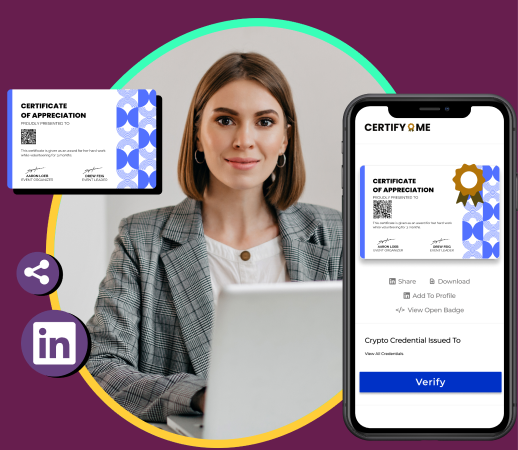 CERTIFICATE
OF APPRECIATION
PROUDLY PRESENTED TO
This certificate is given as an award for his hard work
while volunteering for 3 months.
AARON LOEB
EVENT ORGANIZER
DREW FEIG
EVENT LEADER
in
CERTIFY ME
CERTIFICATE
OF APPRECIATION
PROUDLY PRESENTED TO
This certificate is given as an award for his hard work
while volunteering for 3 months.
AARON LOEB
EVENT ORGANIZER
DREW FEIG
EVENT LEADER
Share
Download
Add To Profile
</> View Open Badge
Crypto Credential Issued To
View All Credentials
Verify